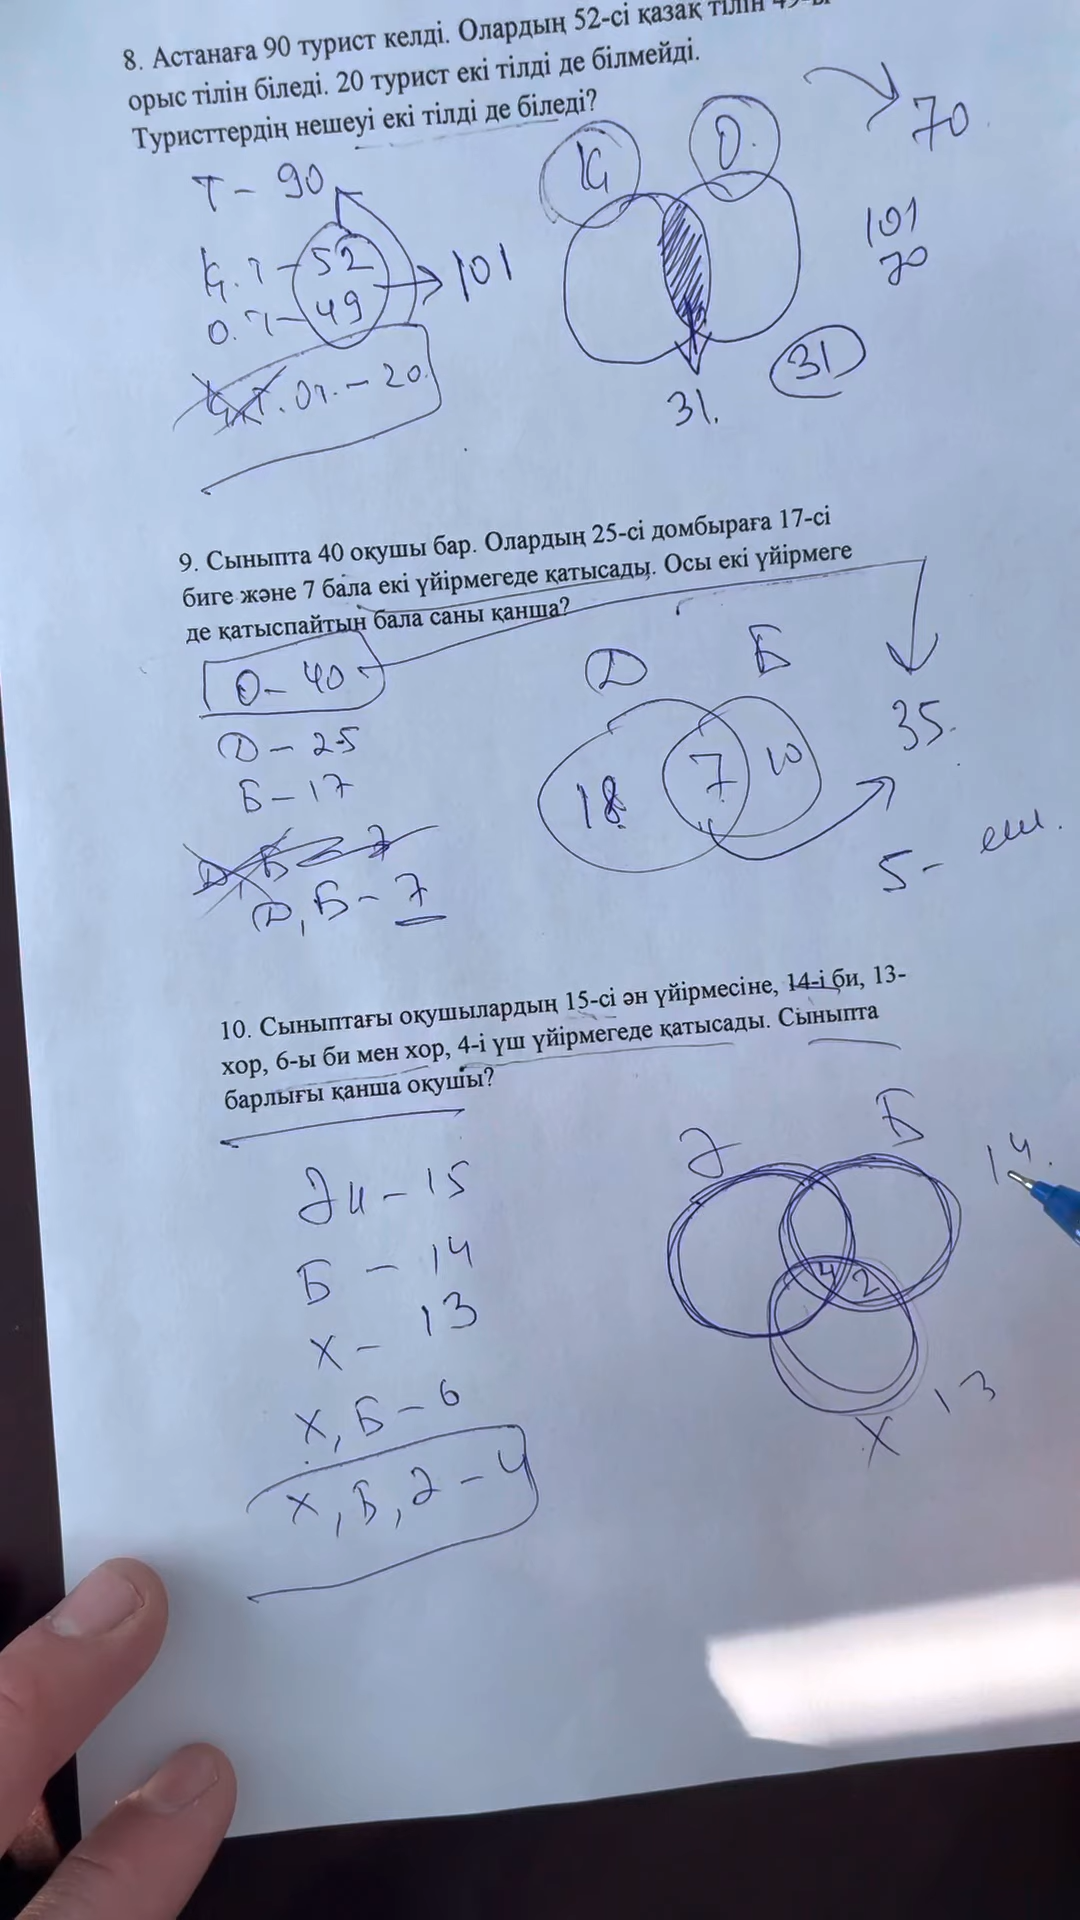 8. Астанаға 90 турист келді. Олардың 52-сі қазақ тілін 49-ы
орыс тілін біледі. 20 турист екі тілді де білмейді.
Туристтердің нешеуі екі тілді де біледі?
Т - 90
Қ.Т - 52
О.Т - 49
101
Қ.Т. От. - 20.
Қ
О.
70
101
70
31
31.
9. Сыныпта 40 оқушы бар. Олардың 25-сі домбыраға 17-сі
биге және 7 бала екі үйірмегеде қатысады. Осы екі үйірмеге
де қатыспайтын бала саны қанша?
О - 40
Д - 25
Б - 17
Д, Б - 7
Д, Б - 7
Д
Б
18
7
10
35.
5 - еш.
10. Сыныптағы оқушылардың 15-сі ән үйірмесіне, 14-і би, 13-
хор, 6-ы би мен хор, 4-і үш үйірмегеде қатысады. Сыныпта
барлығы қанша оқушы?
Ән - 15
Б - 14
Х - 13
Х, Б - 6
Х, Б, Ә - 4
Ә
Б
14.
4
2
Х
13